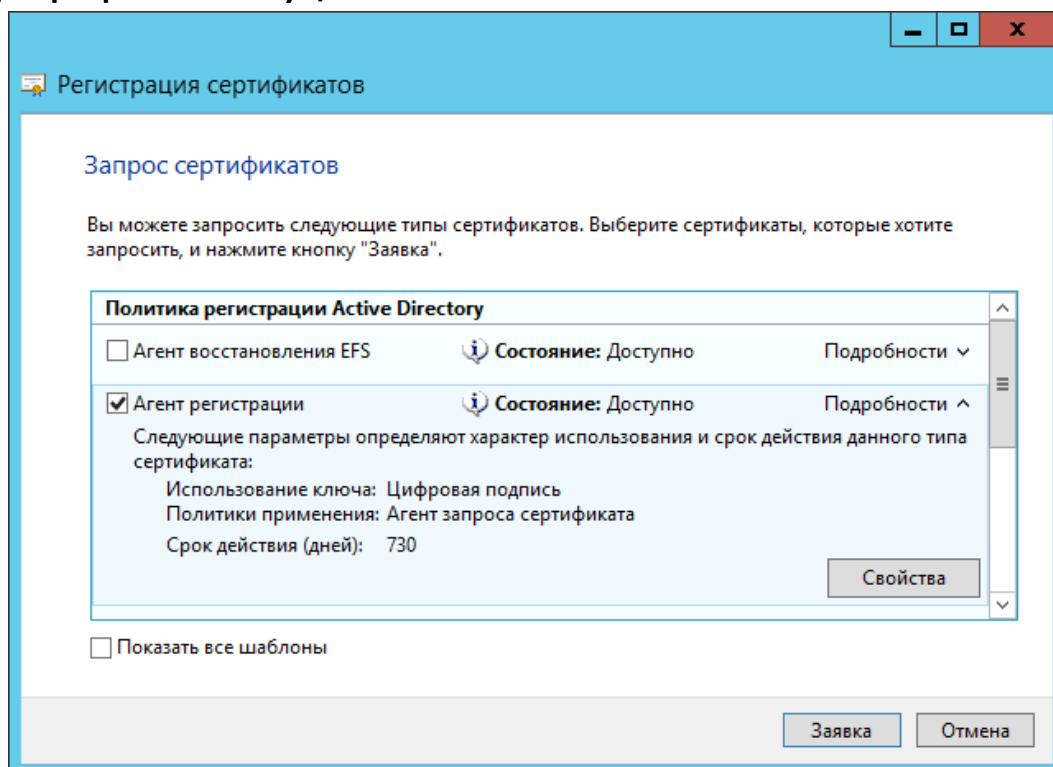 Регистрация сертификатов
Запрос сертификатов
Вы можете запросить следующие типы сертификатов. Выберите сертификаты, которые хотите
запросить, и нажмите кнопку "Заявка".
Политика регистрации Active Directory
Агент восстановления EFS Состояние: Доступно Подробности
Агент регистрации Состояние: Доступно Подробности
Следующие параметры определяют характер использования и срок действия данного типа
сертификата:
Использование ключа: Цифровая подпись
Политики применения: Агент запроса сертификата
Срок действия (дней): 730
Свойства
Показать все шаблоны
Заявка Отмена